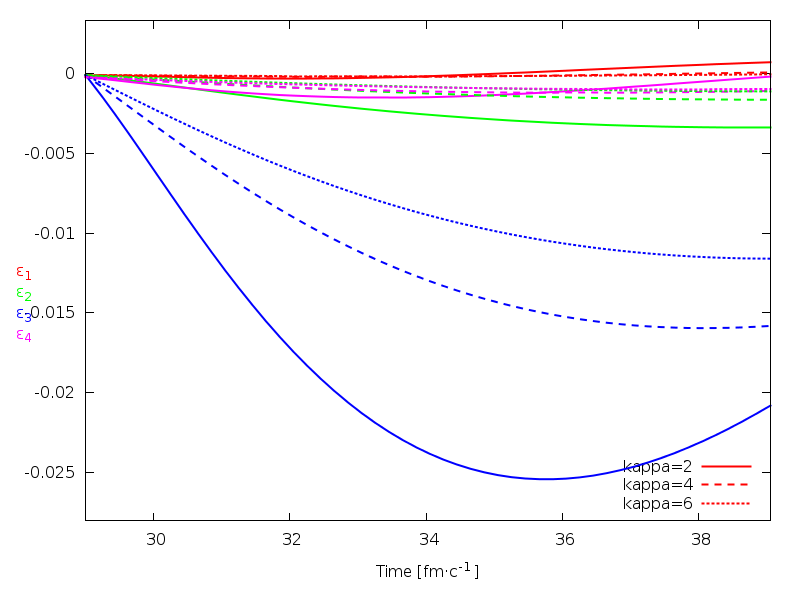 0
-0.005
-0.01
-0.015
-0.02
-0.025
ε₁
ε₂
ε₃
ε₄
kappa=2
kappa=4
kappa=6
30 32 34 36 38
Time [fm·c⁻¹]